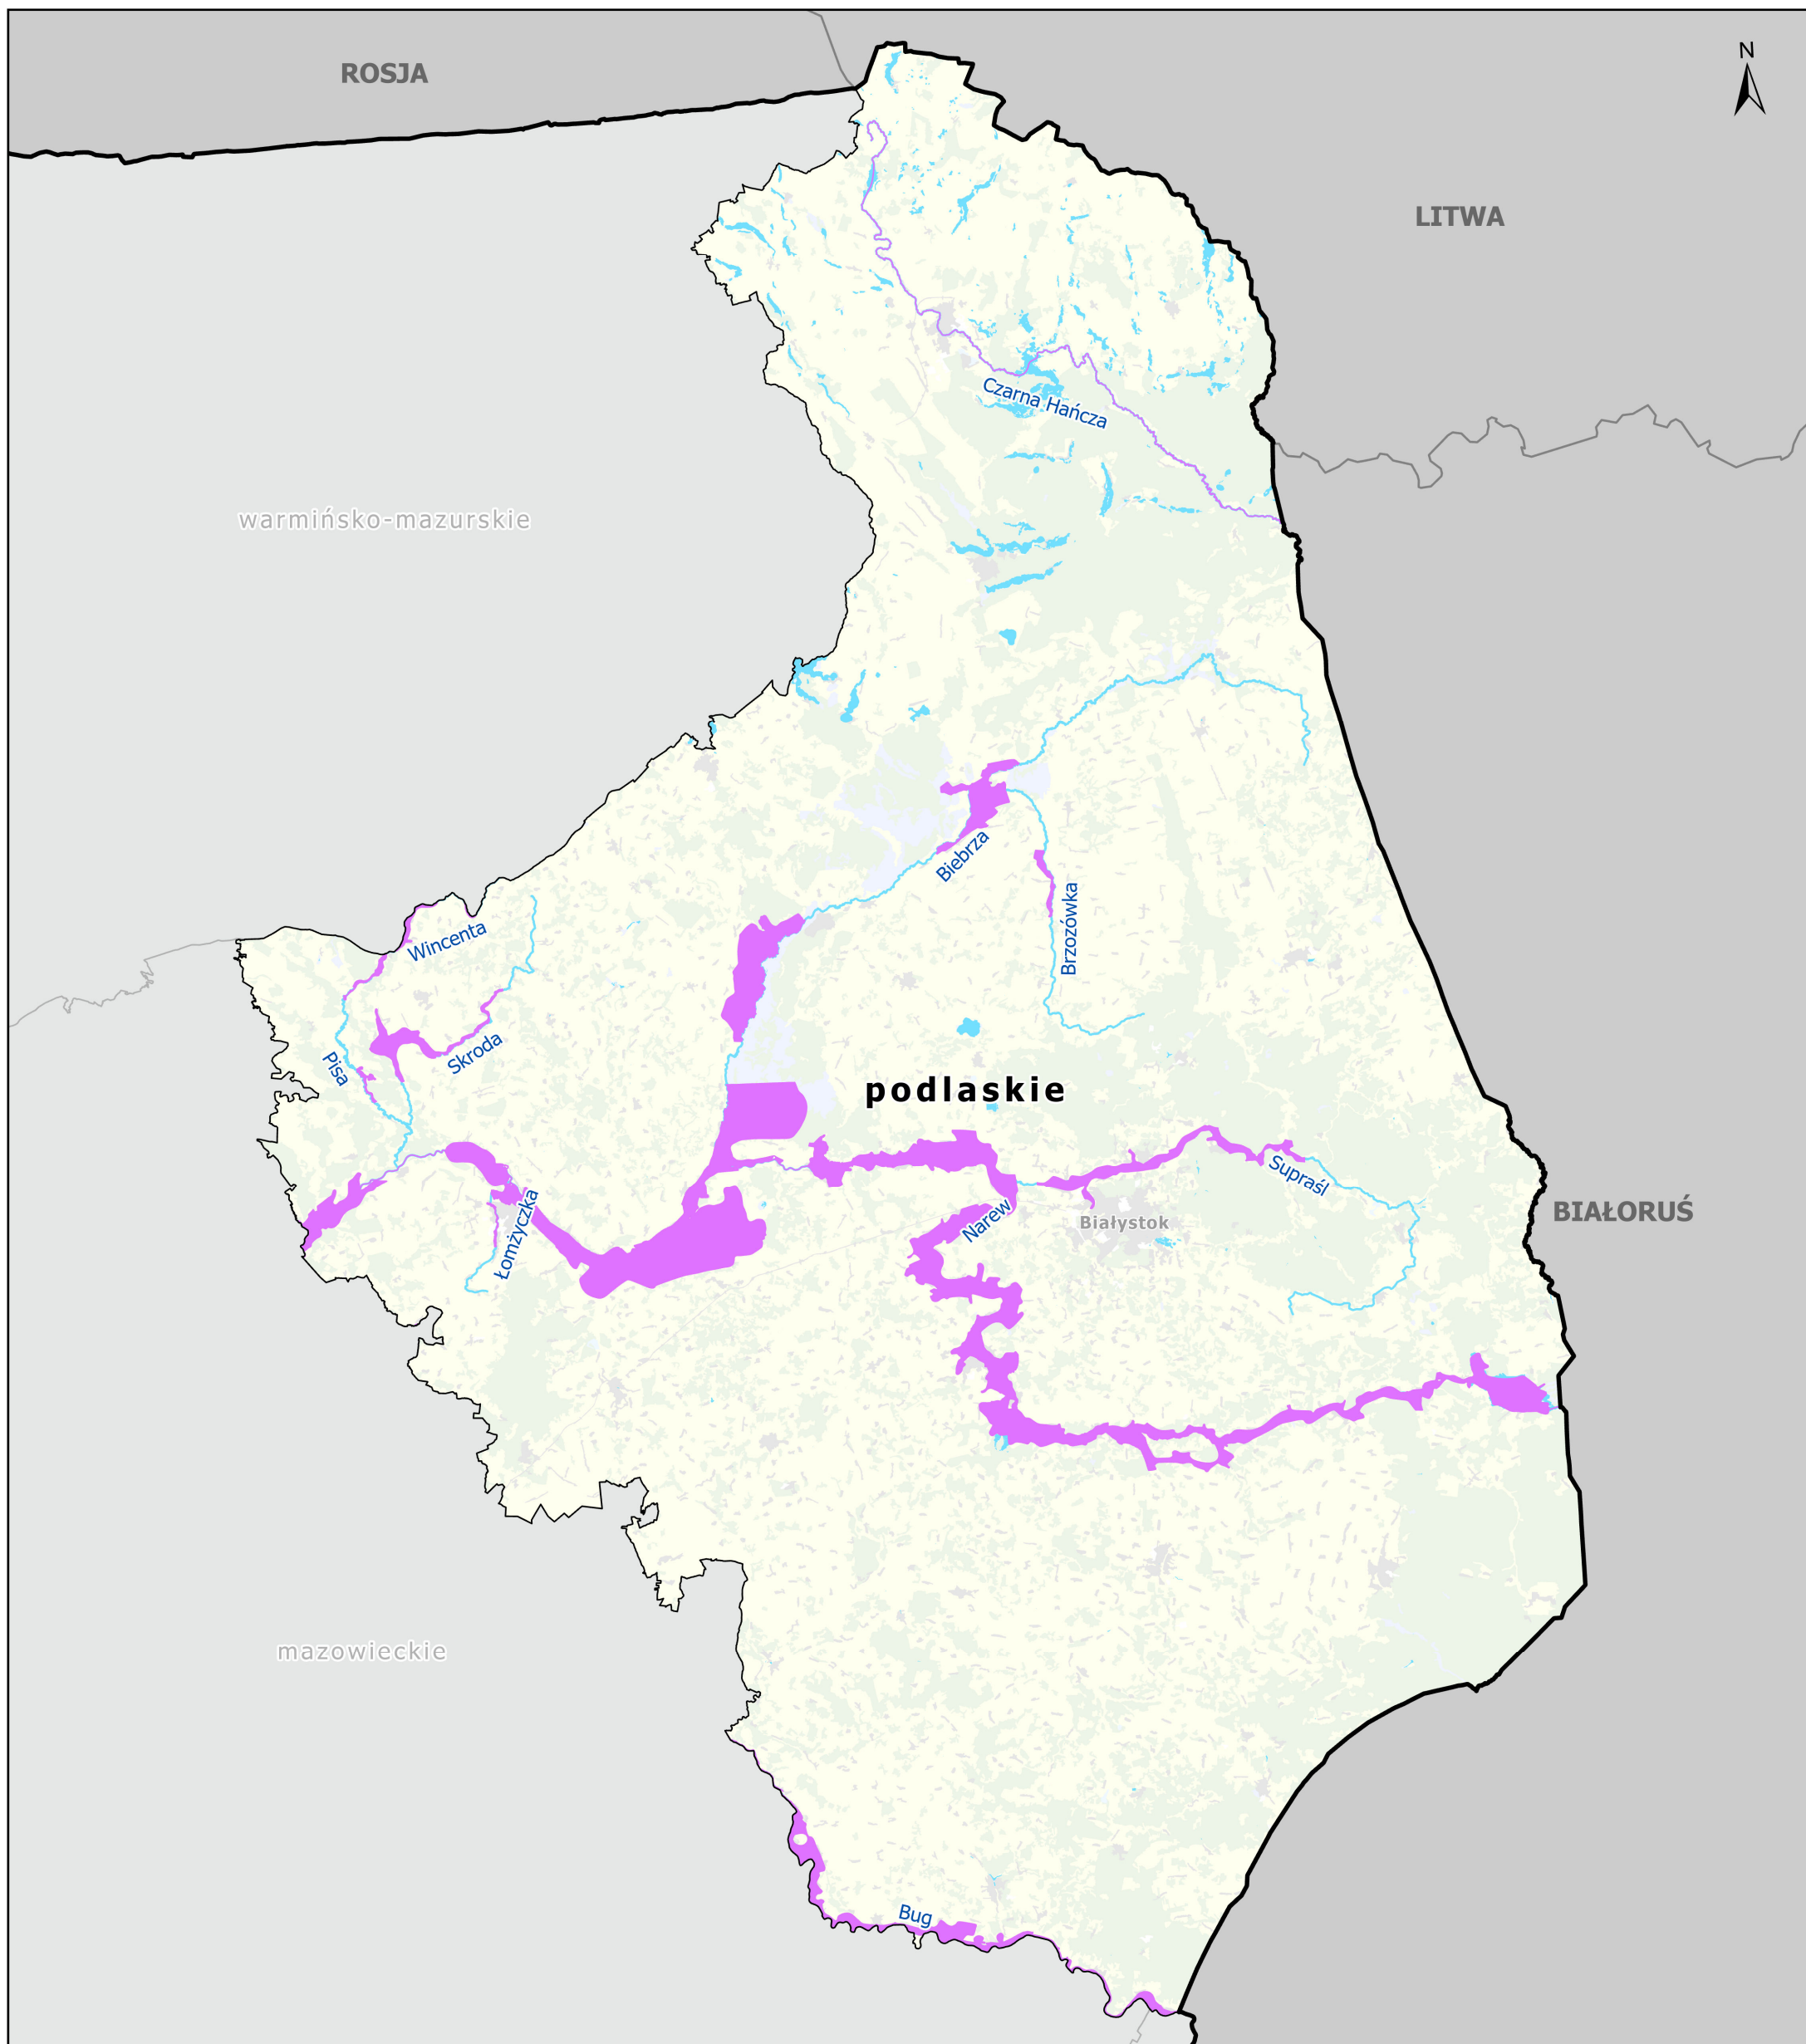 ROSJA
N
LITWA
Czarna Hańcza
warmińsko-mazurskie
Biebrza
Brzozówka
Wincenta
Skroda
Pisa
podlaskie
Supraśl
Łomżyczka
Narew
Białystok
BIAŁORUŚ
mazowieckie
Bug